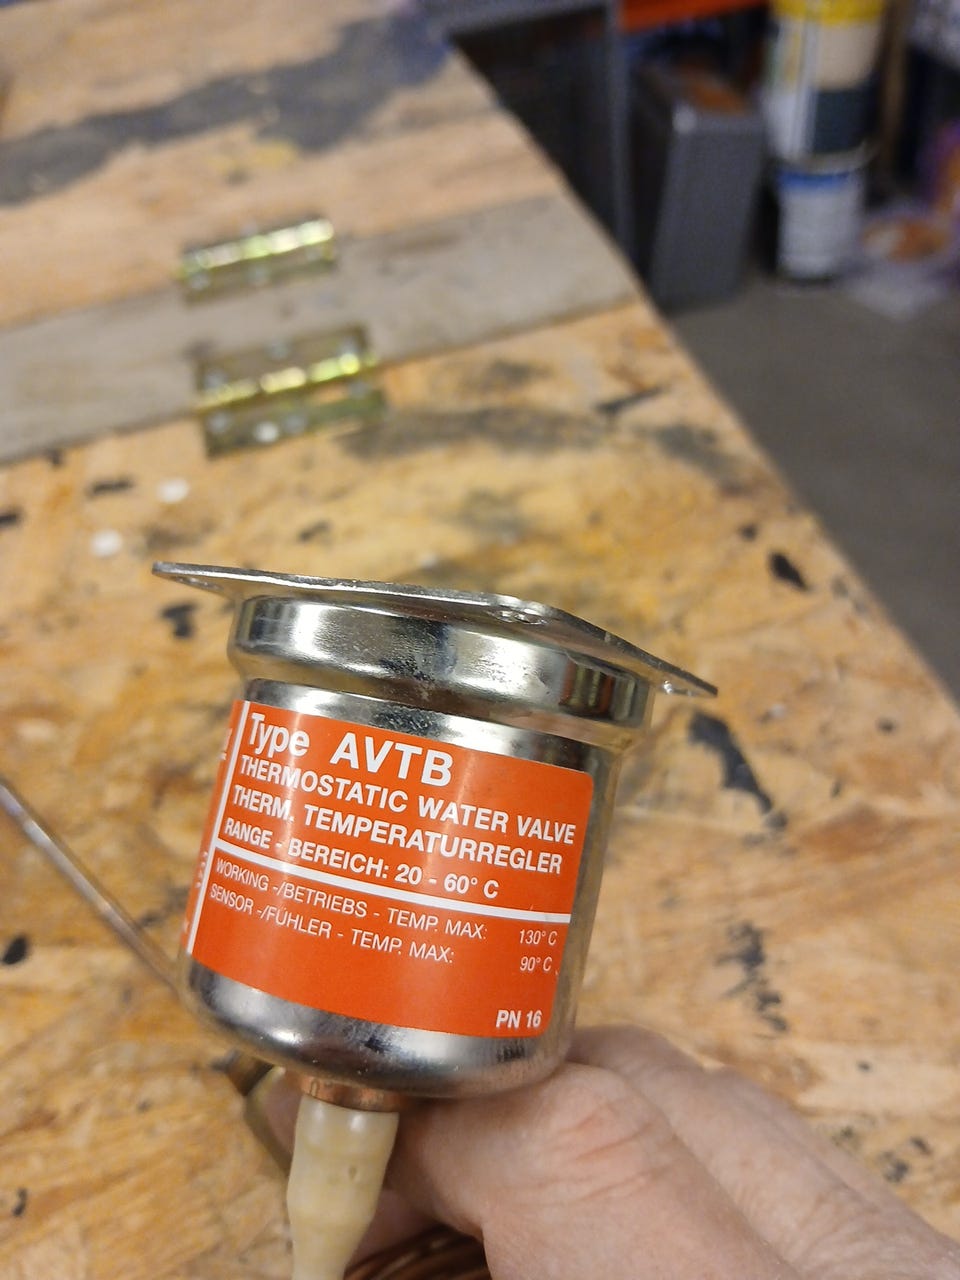 Type AVTB
THERMOSTATIC WATER VALVE
THERM. TEMPERATURREGLER
RANGE - BEREICH: 20 - 60° C
WORKING -/BETRIEBS - TEMP. MAX: 130° C
SENSOR -/FÜHLER - TEMP. MAX: 90° C
PN 16